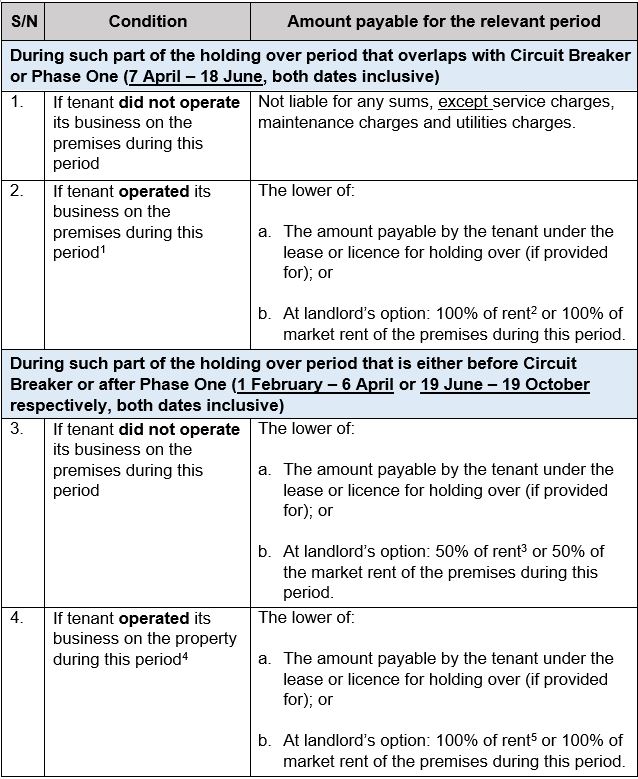 S/N Condition Amount payable for the relevant period
During such part of the holding over period that overlaps with Circuit Breaker
or Phase One (7 April – 18 June, both dates inclusive)
1. If tenant did not operate
its business on the
premises during this
period
Not liable for any sums, except service charges,
maintenance charges and utilities charges.
2. If tenant operated its
business on the
premises during this
period¹
The lower of:
a. The amount payable by the tenant under the
lease or licence for holding over (if provided
for); or
b. At landlord’s option: 100% of rent² or 100% of
market rent of the premises during this period.
During such part of the holding over period that is either before Circuit
Breaker or after Phase One (1 February – 6 April or 19 June – 19 October
respectively, both dates inclusive)
3. If tenant did not operate
its business on the
premises during this
period
The lower of:
a. The amount payable by the tenant under the
lease or licence for holding over (if provided
for); or
b. At landlord’s option: 50% of rent³ or 50% of
the market rent of the premises during this
period.
4. If tenant operated its
business on the property
during this period⁴
The lower of:
a. The amount payable by the tenant under the
lease or licence for holding over (if provided
for); or
b. At landlord’s option: 100% of rent⁵ or 100% of
market rent of the premises during this period.